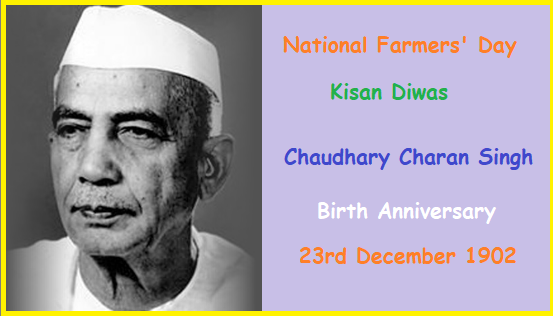 National Farmers' Day
Kisan Diwas
Chaudhary Charan Singh
Birth Anniversary
23rd December 1902